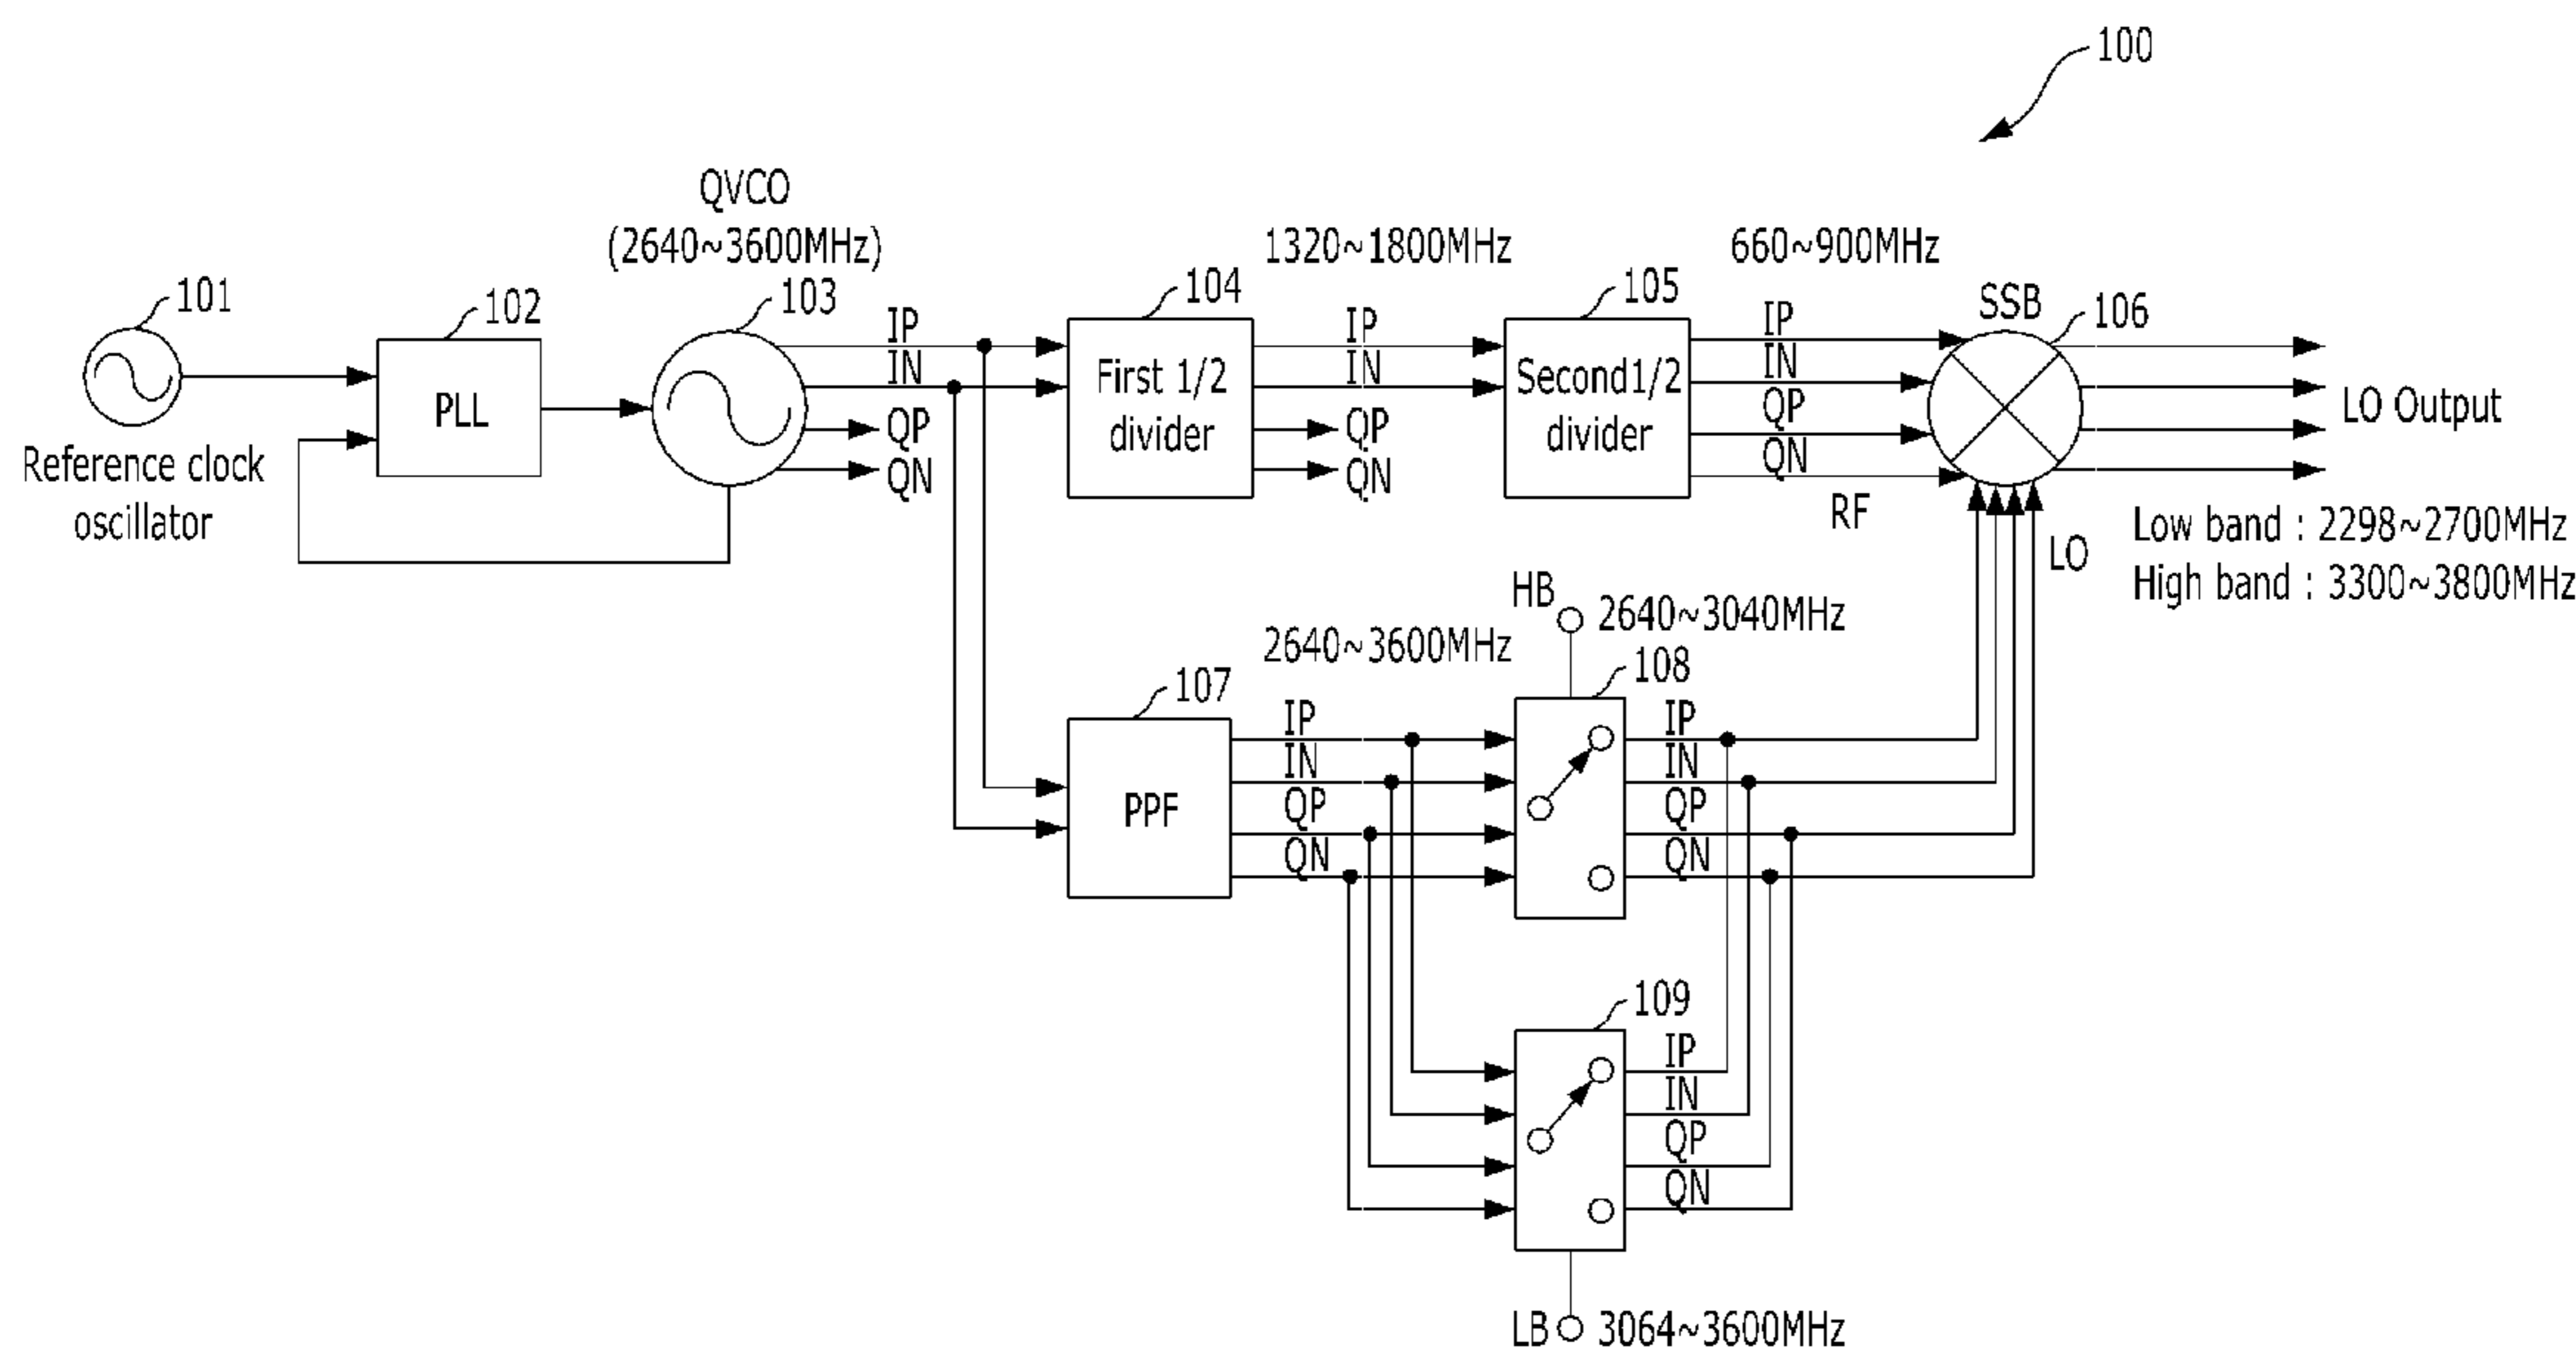 100
QVCO
(2640~3600MHz)
1320~1800MHz
660~900MHz
101
102
103
104
105
SSB
106
IP
IN
QP
QN
First 1/2
divider
IP
IN
QP
QN
Second1/2
divider
IP
IN
QP
QN
RF
PLL
Reference clock
oscillator
LO Output
LO
Low band : 2298~2700MHz
High band : 3300~3800MHz
HB
2640~3040MHz
2640~3600MHz
107
108
PPF
IP
IN
QP
QN
IP
IN
QP
QN
109
IP
IN
QP
QN
LB
3064~3600MHz